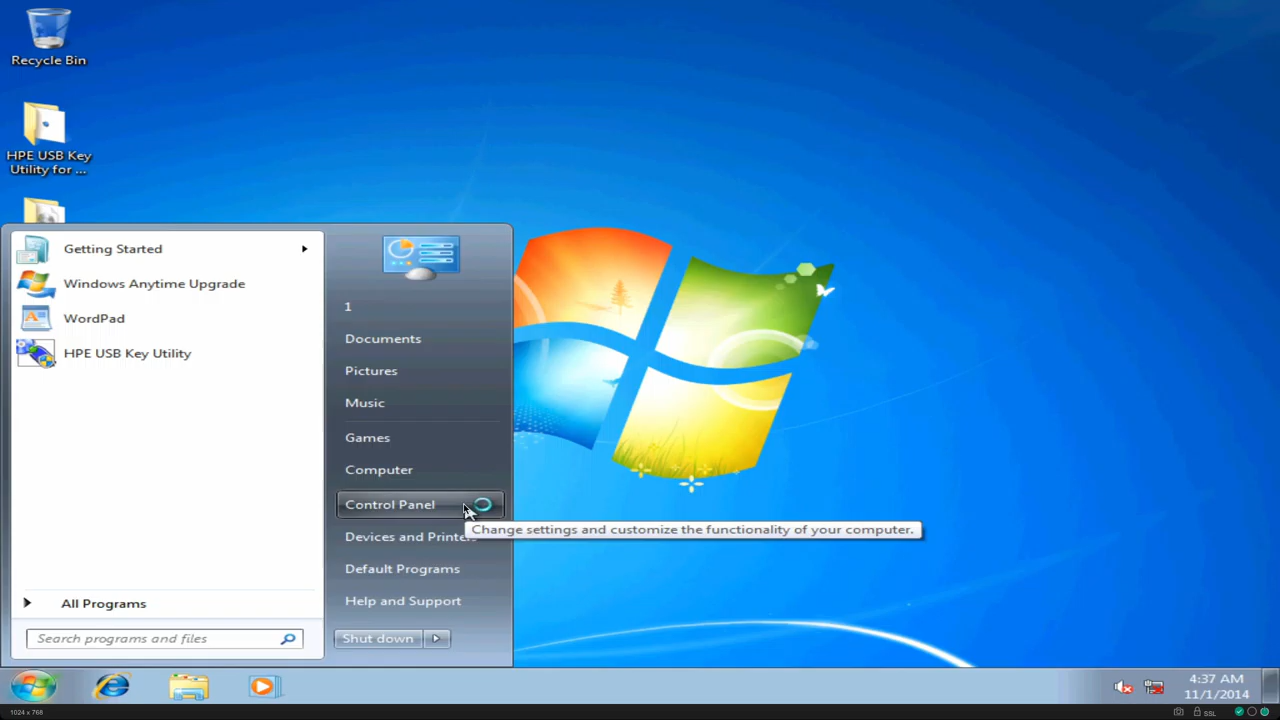 Recycle Bin
HPE USB Key
Utility for ...
Getting Started
Windows Anytime Upgrade
WordPad
HPE USB Key Utility
All Programs
Search programs and files
1
Documents
Pictures
Music
Games
Computer
Control Panel
Change settings and customize the functionality of your computer.
Devices and Printers
Default Programs
Help and Support
Shut down
4:37 AM
11/1/2014
1024 x 768
SSL